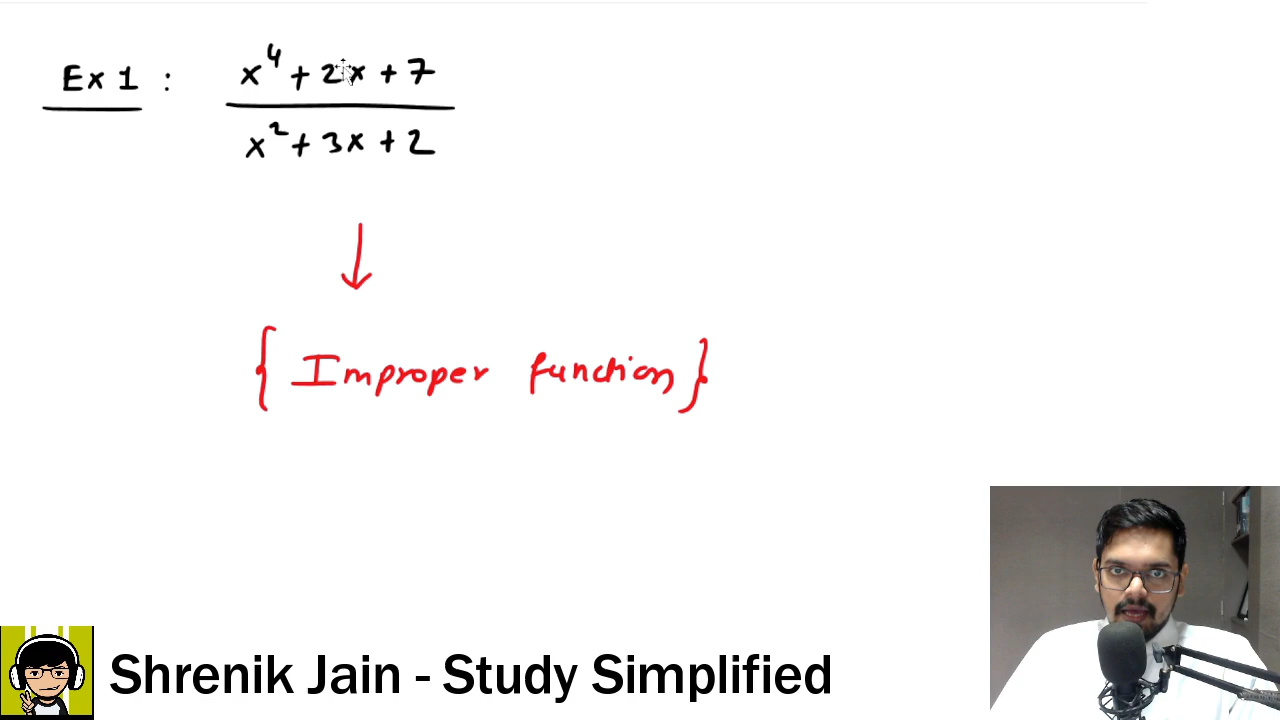 Ex 1 : x⁴ + 2x + 7
x² + 3x + 2
{ Improper function }
Shrenik Jain - Study Simplified